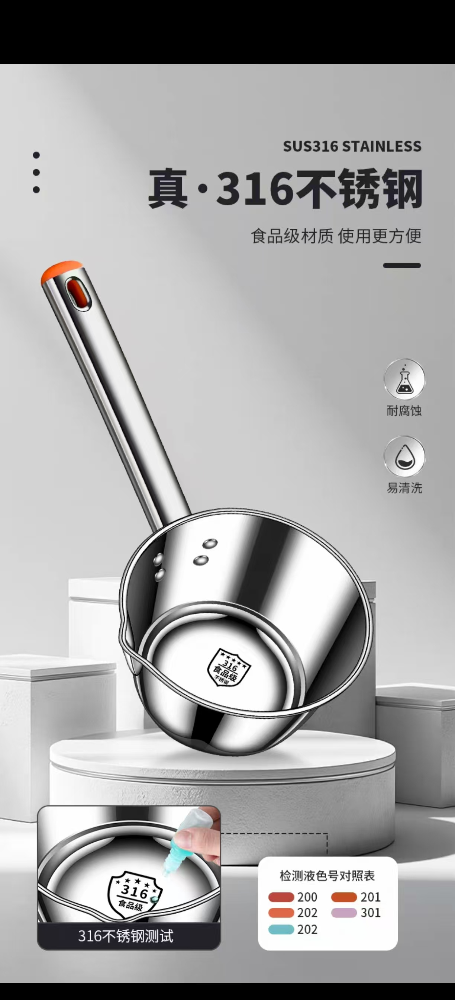 SUS316 STAINLESS
真·316不锈钢
食品级材质 使用更方便
耐腐蚀
易清洗
316
食品级
不锈钢
316
食品级
316不锈钢测试
检测液色号对照表
200 201
202 301
202